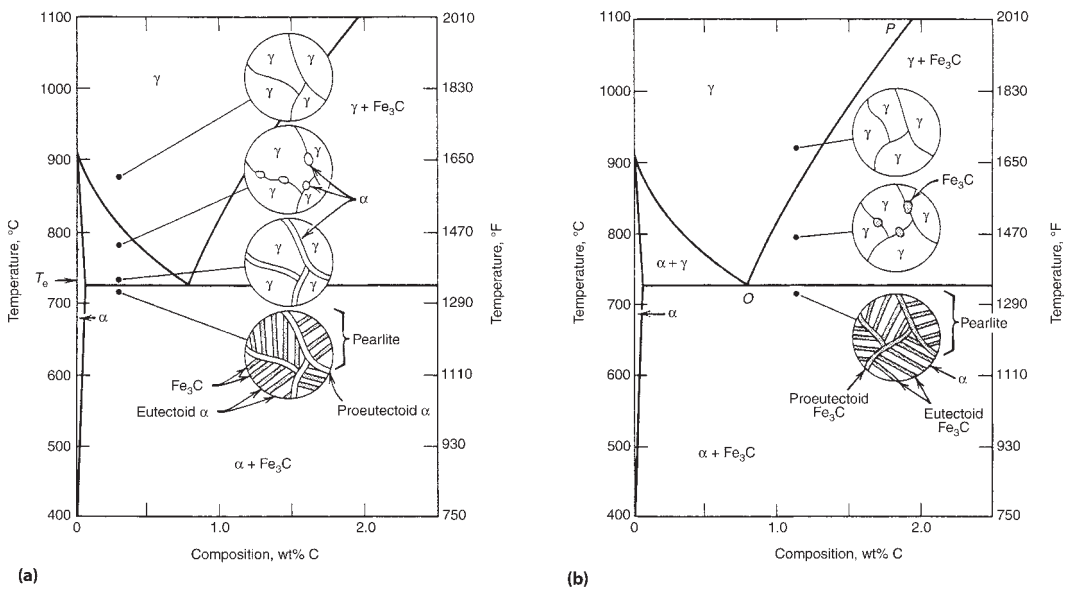 1100
2010
1100
2010
P
γ
γ
γ + Fe3C
1000
γ
γ
γ
1830
1000
γ
γ
1830
γ + Fe3C
γ
γ
γ
900
γ
γ
1650
900
1650
Fe3C
γ
γ
α
γ
γ
γ
800
γ
γ
1470
800
γ
1470
α + γ
Te
γ
700
1290
700
O
1290
α
α
Pearlite
Pearlite
600
Fe3C
1110
600
α
1110
Eutectoid α
Proeutectoid α
Proeutectoid
Fe3C
Eutectoid
Fe3C
500
930
500
930
α + Fe3C
α + Fe3C
400
750
400
750
0
1.0
2.0
0
1.0
2.0
Temperature, °C
Temperature, °F
Temperature, °C
Temperature, °F
Composition, wt% C
Composition, wt% C
(a)
(b)